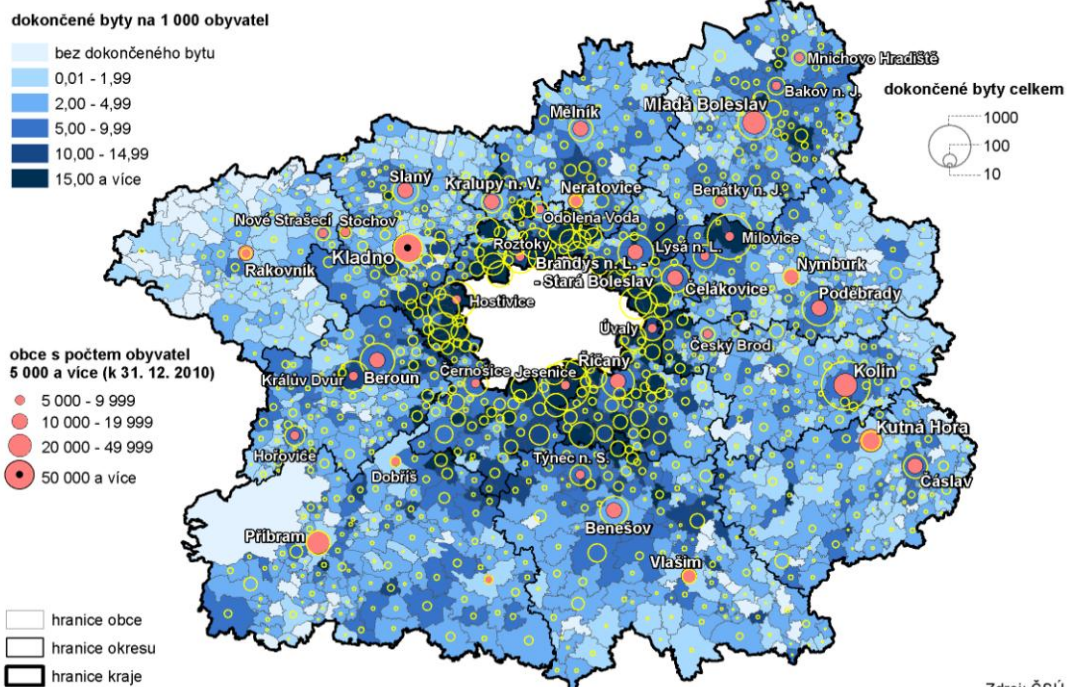 dokončené byty na 1 000 obyvatel
bez dokončeného bytu
0,01 - 1,99
2,00 - 4,99
5,00 - 9,99
10,00 - 14,99
15,00 a více
dokončené byty celkem
1000
100
10
Mnichovo Hradiště
Bakov n. J.
Mladá Boleslav
Mělník
Slaný
Kralupy n. V.
Neratovice
Benátky n. J.
Odolena Voda
Nové Strašecí
Stochov
Milovice
Lysá n. L.
Roztoky
Kladno
Rakovník
Brandýs n. L. -
- Stará Boleslav
Nymburk
Čelákovice
Poděbrady
Hostivice
Úvaly
Český Brod
Říčany
Černošice
Jesenice
Kolín
Králův Dvůr
Beroun
Kutná Hora
Hořovice
Čáslav
Dobříš
Týnec n. S.
Benešov
Příbram
Vlašim
obce s počtem obyvatel
5 000 a více (k 31. 12. 2010)
5 000 - 9 999
10 000 - 19 999
20 000 - 49 999
50 000 a více
hranice obce
hranice okresu
hranice kraje